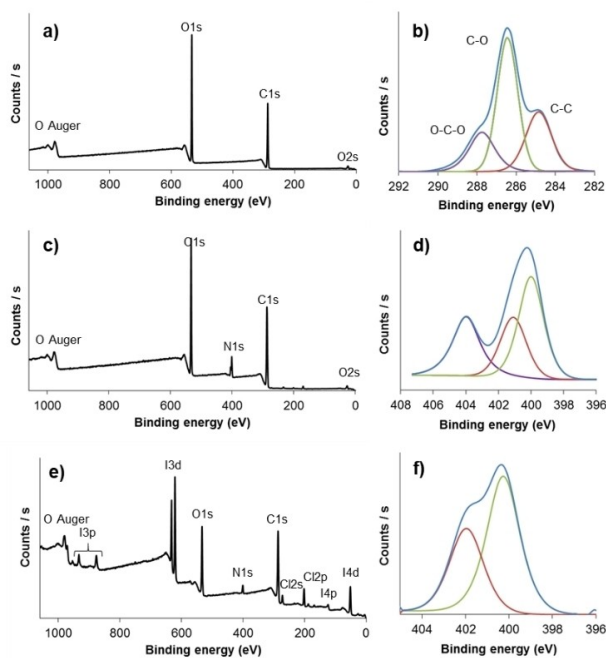 a)
O1s
C1s
O Auger
O2s
Counts / s
1000 800 600 400 200 0
Binding energy (eV)
b)
C-O
C-C
O-C-O
Counts / s
292 290 288 286 284 282
Binding energy (eV)
c)
O1s
C1s
N1s
O Auger
O2s
Counts / s
1000 800 600 400 200 0
Binding energy (eV)
d)
Counts / s
408 406 404 402 400 398 396
Binding energy (eV)
e)
I3d
O Auger
I3p
O1s
C1s
N1s
Cl2s
Cl2p
I4p
I4d
Counts / s
1000 800 600 400 200 0
Binding energy (eV)
f)
Counts / s
404 402 400 398 396
Binding energy (eV)